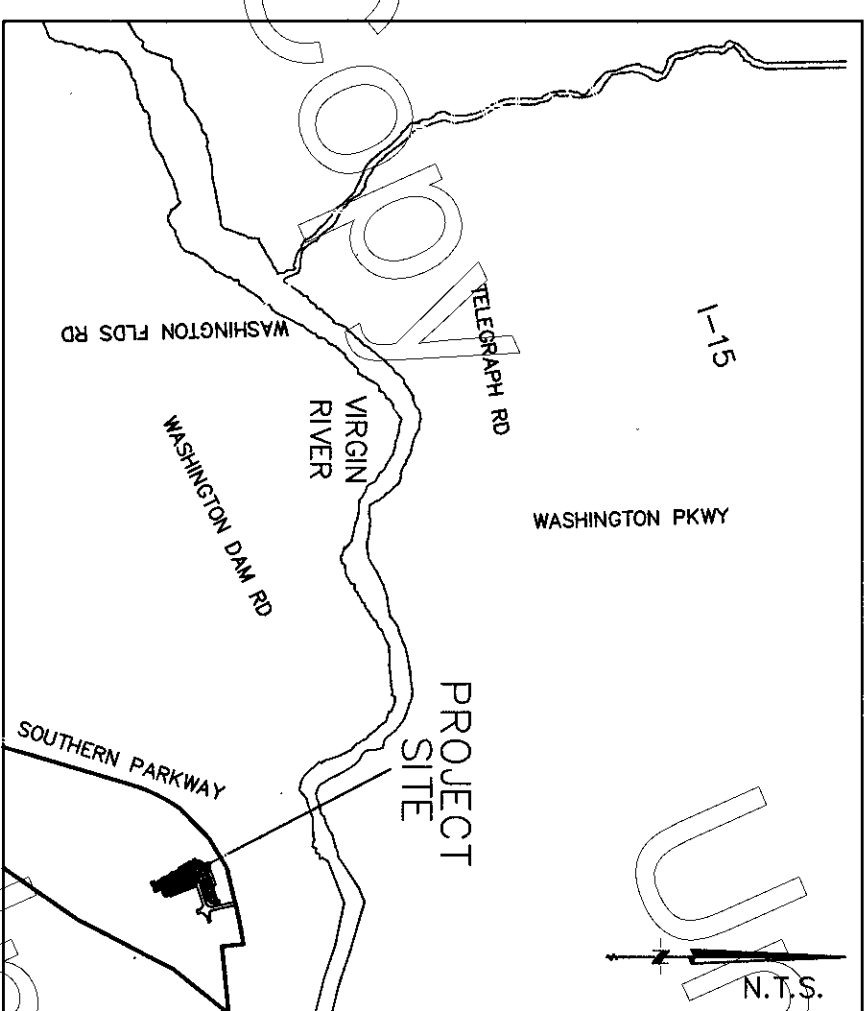 I-15
TELEGRAPH RD
WASHINGTON FLDS RD
VIRGIN
RIVER
WASHINGTON PKWY
WASHINGTON DAM RD
PROJECT
SITE
SOUTHERN PARKWAY
N.T.S.